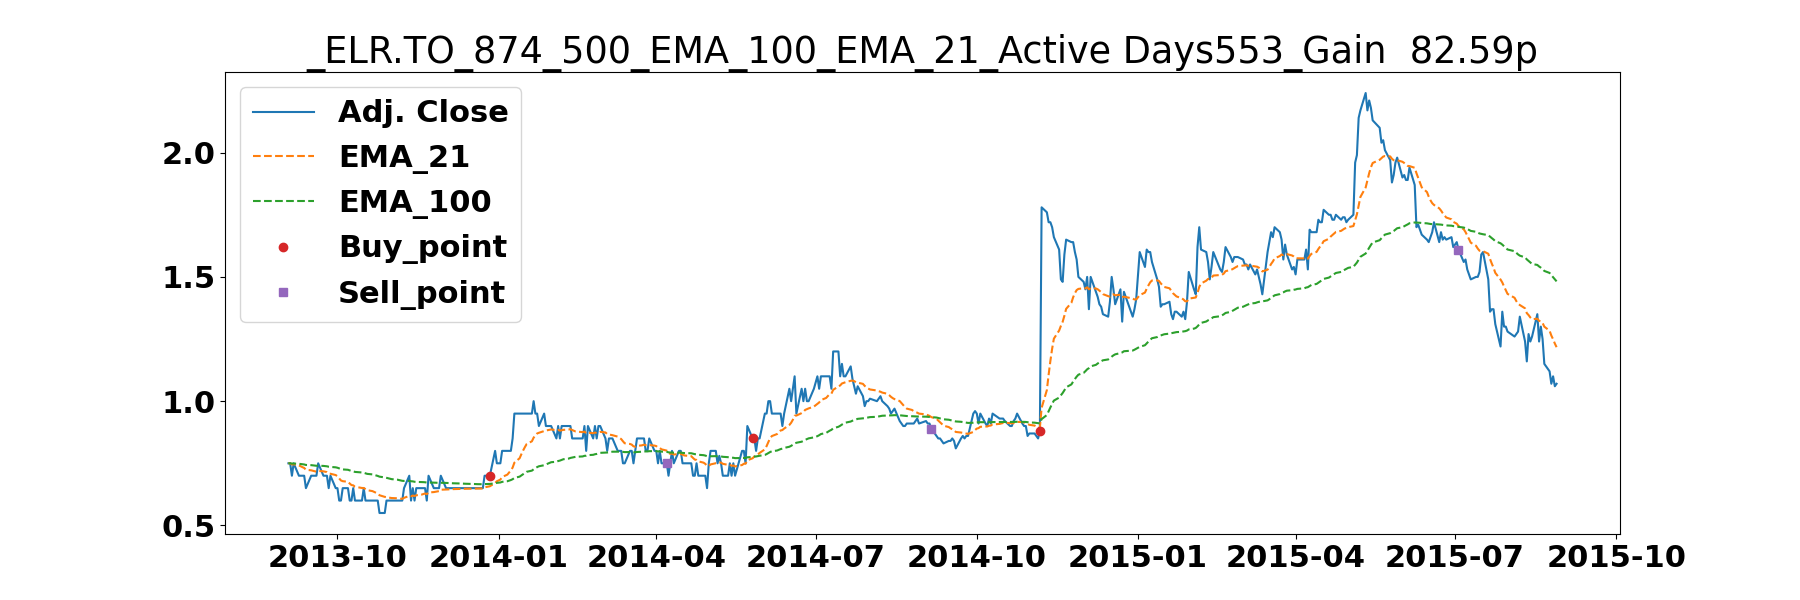 _ELR.TO_874_500_EMA_100_EMA_21_Active Days553_Gain  82.59p
Adj. Close
EMA_21
EMA_100
Buy_point
Sell_point
2.0
1.5
1.0
0.5
2013-10 2014-01 2014-04 2014-07 2014-10 2015-01 2015-04 2015-07 2015-10